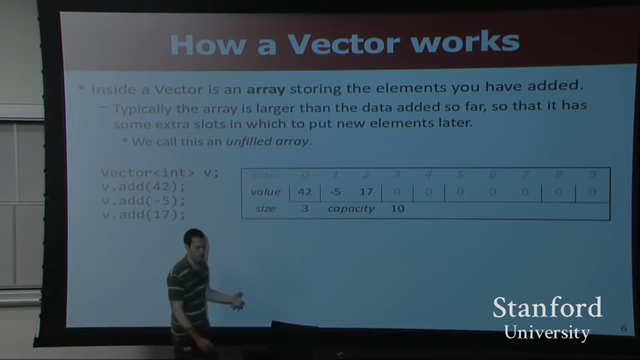 How a Vector works
• Inside a Vector is an array storing the elements you have added.
– Typically the array is larger than the data added so far, so that it has
some extra slots in which to put new elements later.
• We call this an unfilled array.
Vector<int> v;
v.add(42);
v.add(-5);
v.add(17);
index 0 1 2 3 4 5 6 7 8 9
value 42 -5 17 0 0 0 0 0 0 0
size 3 capacity 10
Stanford
University
6